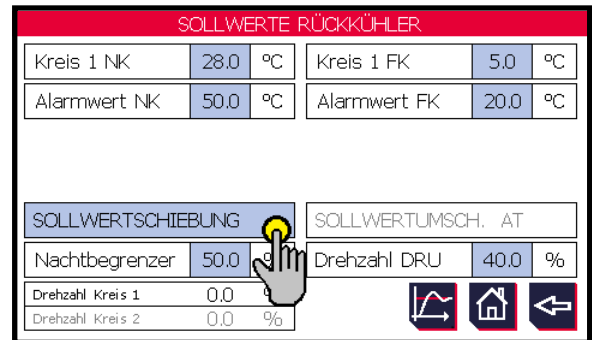 SOLLWERTE RÜCKKÜHLER
Kreis 1 NK 28.0 °C Kreis 1 FK 5.0 °C
Alarmwert NK 50.0 °C Alarmwert FK 20.0 °C
SOLLWERTSCHIEBUNG SOLLWERTUMSCH. AT
Nachtbegrenzer 50.0 % Drehzahl DRU 40.0 %
Drehzahl Kreis 1 0.0
Drehzahl Kreis 2 0.0 %